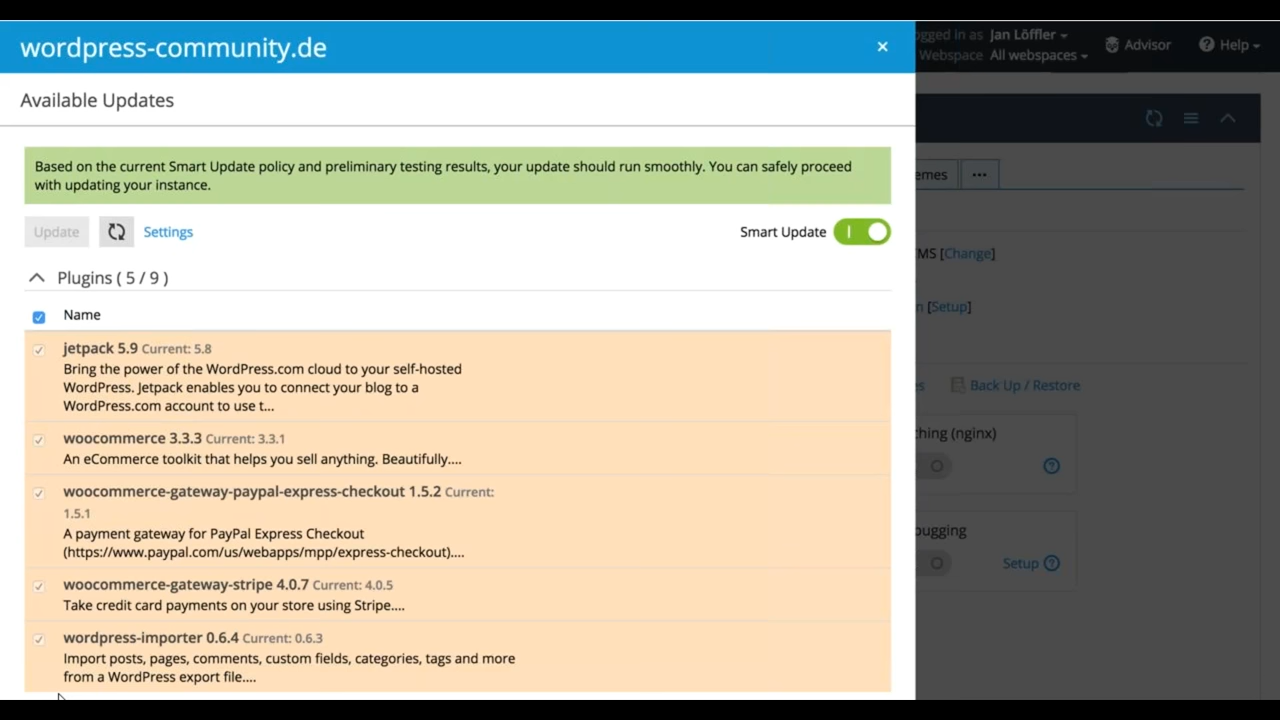 wordpress-community.de
Available Updates
Based on the current Smart Update policy and preliminary testing results, your update should run smoothly. You can safely proceed
with updating your instance.
Update
Settings
Smart Update
Plugins ( 5 / 9 )
Name
jetpack 5.9 Current: 5.8
Bring the power of the WordPress.com cloud to your self-hosted
WordPress. Jetpack enables you to connect your blog to a
WordPress.com account to use t...
woocommerce 3.3.3 Current: 3.3.1
An eCommerce toolkit that helps you sell anything. Beautifully....
woocommerce-gateway-paypal-express-checkout 1.5.2 Current:
1.5.1
A payment gateway for PayPal Express Checkout
(https://www.paypal.com/us/webapps/mpp/express-checkout)....
woocommerce-gateway-stripe 4.0.7 Current: 4.0.5
Take credit card payments on your store using Stripe....
wordpress-importer 0.6.4 Current: 0.6.3
Import posts, pages, comments, custom fields, categories, tags and more
from a WordPress export file....
in as Jan Löffler
Webspace All webspaces
Advisor
Help
...
[Change]
[Setup]
Back Up / Restore
(nginx)
Setup